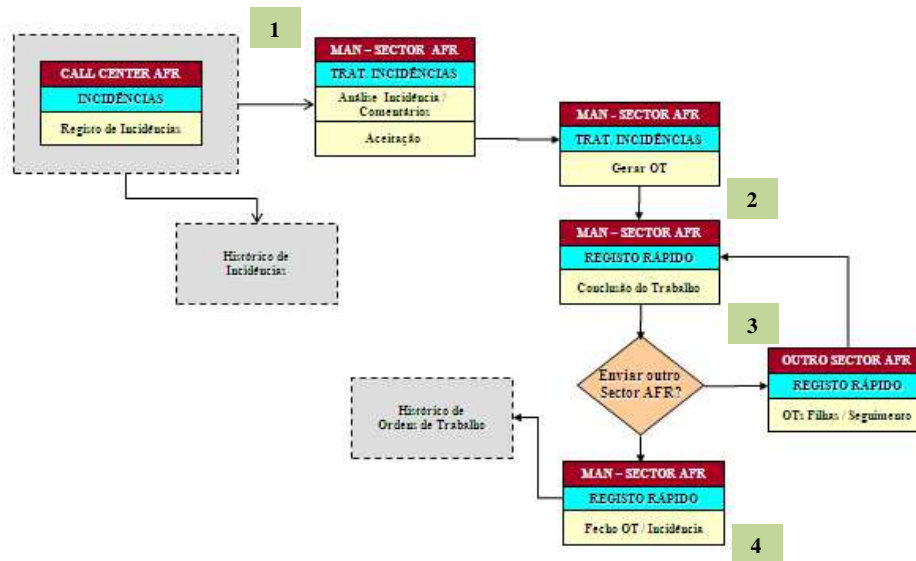 1
CALL CENTER AFR
INCIDÊNCIAS
Registo de Incidências
MAN – SECTOR AFR
TRAT. INCIDÊNCIAS
Análise Incidência /
Comentários
Aceitação
MAN – SECTOR AFR
TRAT. INCIDÊNCIAS
Gerar OT
Histórico de
Incidências
2
MAN – SECTOR AFR
REGISTO RÁPIDO
Conclusão do Trabalho
3
Enviar outro
Sector AFR?
OUTRO SECTOR AFR
REGISTO RÁPIDO
OTs Filhas / Seguimento
Histórico de
Ordens de Trabalho
MAN – SECTOR AFR
REGISTO RÁPIDO
Fecho OT / Incidência
4